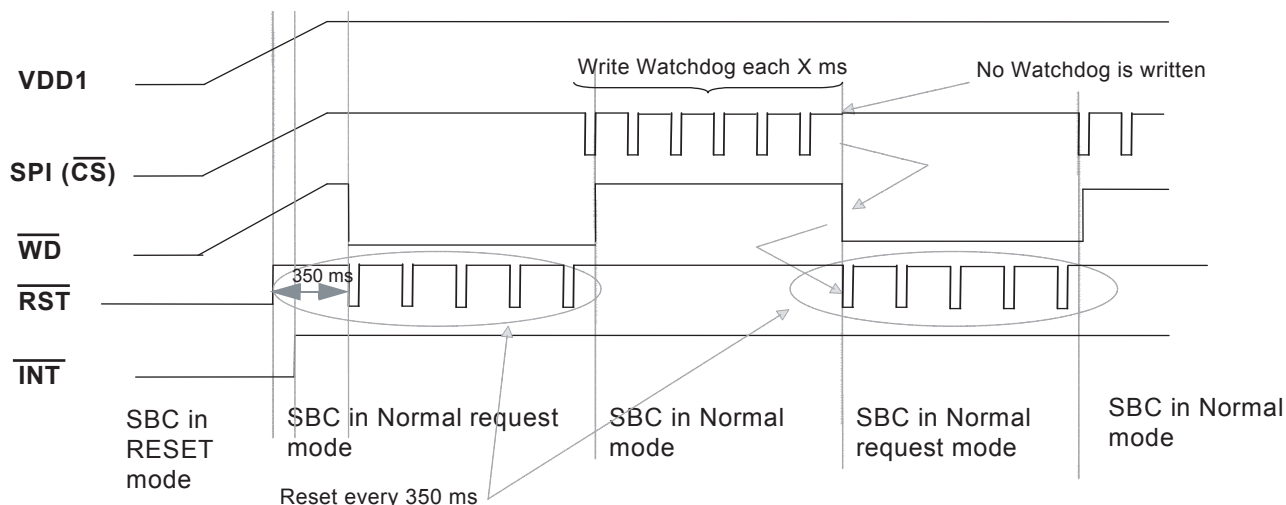 VDD1
Write Watchdog each X ms
No Watchdog is written
SPI (CS)
WD
350 ms
RST
INT
SBC in
RESET
mode
SBC in Normal request
mode
SBC in Normal
mode
SBC in Normal
request mode
SBC in Normal
mode
Reset every 350 ms